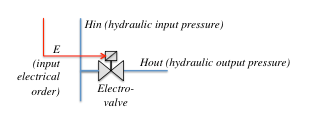 Hin (hydraulic input pressure)
E
(input
electrical
order)
Hout (hydraulic output pressure)
Electro-
valve